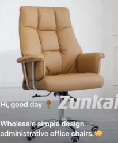 Zunkai
Hi, good day 🌹
Wholesale simple design
administrative office chairs.